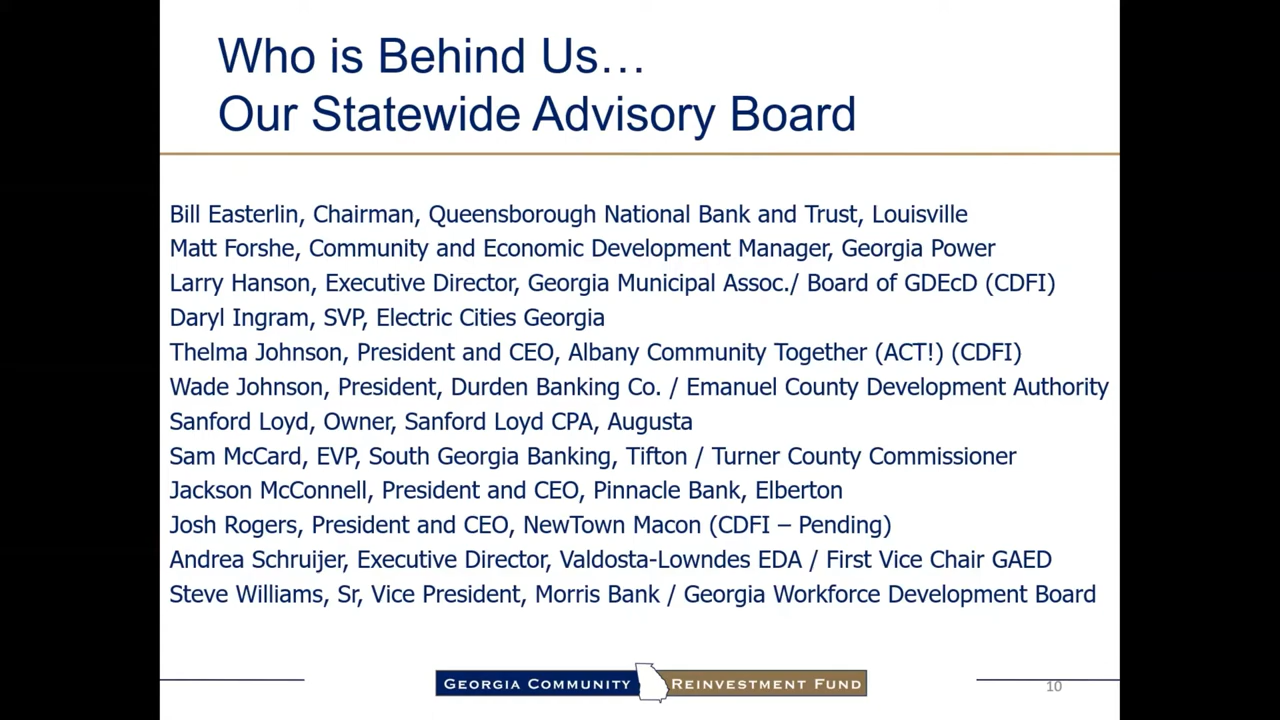 Who is Behind Us…
Our Statewide Advisory Board
Bill Easterlin, Chairman, Queensborough National Bank and Trust, Louisville
Matt Forshe, Community and Economic Development Manager, Georgia Power
Larry Hanson, Executive Director, Georgia Municipal Assoc./ Board of GDEcD (CDFI)
Daryl Ingram, SVP, Electric Cities Georgia
Thelma Johnson, President and CEO, Albany Community Together (ACT!) (CDFI)
Wade Johnson, President, Durden Banking Co. / Emanuel County Development Authority
Sanford Loyd, Owner, Sanford Loyd CPA, Augusta
Sam McCard, EVP, South Georgia Banking, Tifton / Turner County Commissioner
Jackson McConnell, President and CEO, Pinnacle Bank, Elberton
Josh Rogers, President and CEO, NewTown Macon (CDFI – Pending)
Andrea Schruijer, Executive Director, Valdosta-Lowndes EDA / First Vice Chair GAED
Steve Williams, Sr, Vice President, Morris Bank / Georgia Workforce Development Board
GEORGIA COMMUNITY REINVESTMENT FUND
10